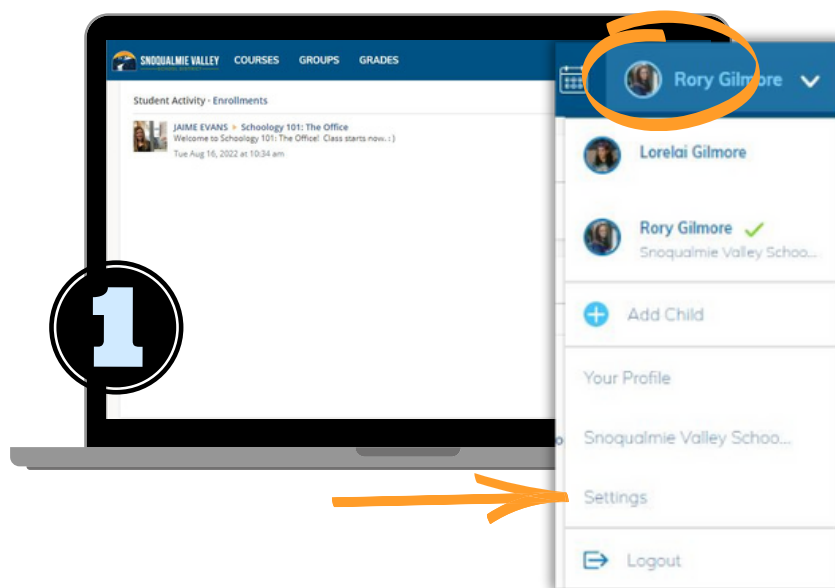 SNOQUALMIE VALLEY COURSES GROUPS GRADES
Student Activity · Enrollments
JAIME EVANS ▸ Schoology 101: The Office
Welcome to Schoology 101: The Office! Class starts now. : )
Tue Aug 16, 2022 at 10:34 am
1
Rory Gilmore
Lorelai Gilmore
Rory Gilmore
Snoqualmie Valley Schoo...
Add Child
Your Profile
Snoqualmie Valley Schoo...
Settings
Logout